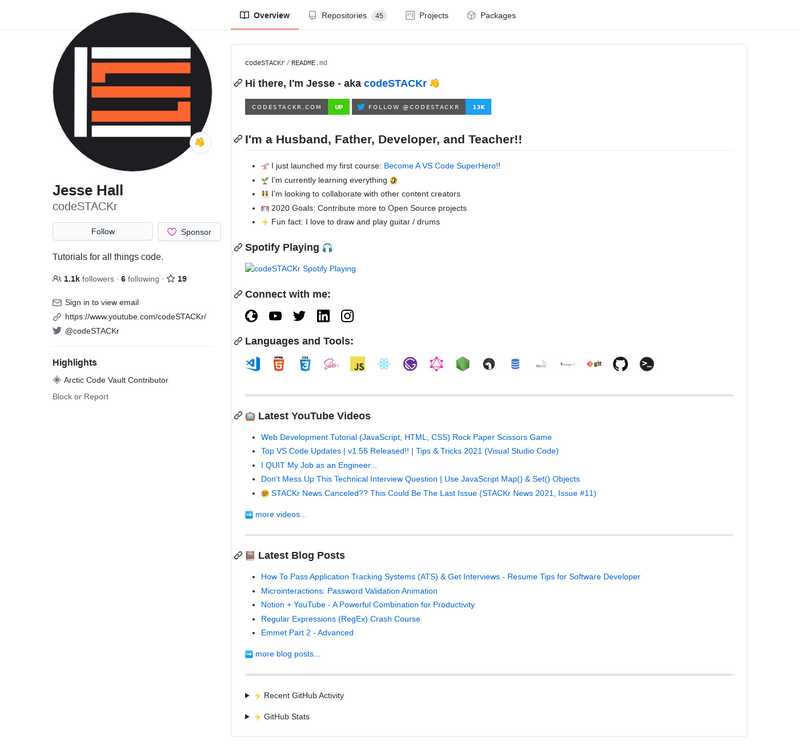 Overview
Repositories 45
Projects
Packages
Jesse Hall
codeSTACKr
Follow
Sponsor
Tutorials for all things code.
1.1k followers · 6 following · 19
Sign in to view email
https://www.youtube.com/codeSTACKr/
@codeSTACKr
Highlights
Arctic Code Vault Contributor
Block or Report
codeSTACKr / README.md
Hi there, I'm Jesse - aka codeSTACKr
CODESTACKR.COM UP
FOLLOW @CODESTACKR 13K
I'm a Husband, Father, Developer, and Teacher!!
I just launched my first course: Become A VS Code SuperHero!!
I'm currently learning everything
I'm looking to collaborate with other content creators
2020 Goals: Contribute more to Open Source projects
Fun fact: I love to draw and play guitar / drums
Spotify Playing
codeSTACKr Spotify Playing
Connect with me:
Languages and Tools:
JS
Latest YouTube Videos
Web Development Tutorial (JavaScript, HTML, CSS) Rock Paper Scissors Game
Top VS Code Updates | v1.55 Released!! | Tips & Tricks 2021 (Visual Studio Code)
I QUIT My Job as an Engineer...
Don't Mess Up This Technical Interview Question | Use JavaScript Map() & Set() Objects
STACKr News Canceled?? This Could Be The Last Issue (STACKr News 2021, Issue #11)
more videos...
Latest Blog Posts
How To Pass Application Tracking Systems (ATS) & Get Interviews - Resume Tips for Software Developer
Microinteractions: Password Validation Animation
Notion + YouTube - A Powerful Combination for Productivity
Regular Expressions (RegEx) Crash Course
Emmet Part 2 - Advanced
more blog posts...
Recent GitHub Activity
GitHub Stats